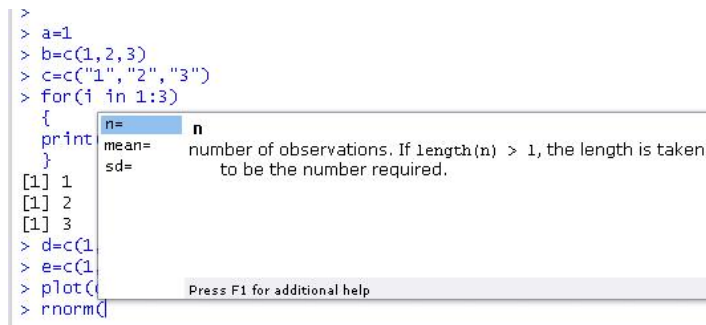 >
> a=1
> b=c(1,2,3)
> c=c("1","2","3")
> for(i in 1:3)
{
print(
}
[1] 1
[1] 2
[1] 3
> d=c(1,
> e=c(1,
> plot(
> rnorm(
n=
mean=
sd=
n
number of observations. If length(n) > 1, the length is taken
to be the number required.
Press F1 for additional help